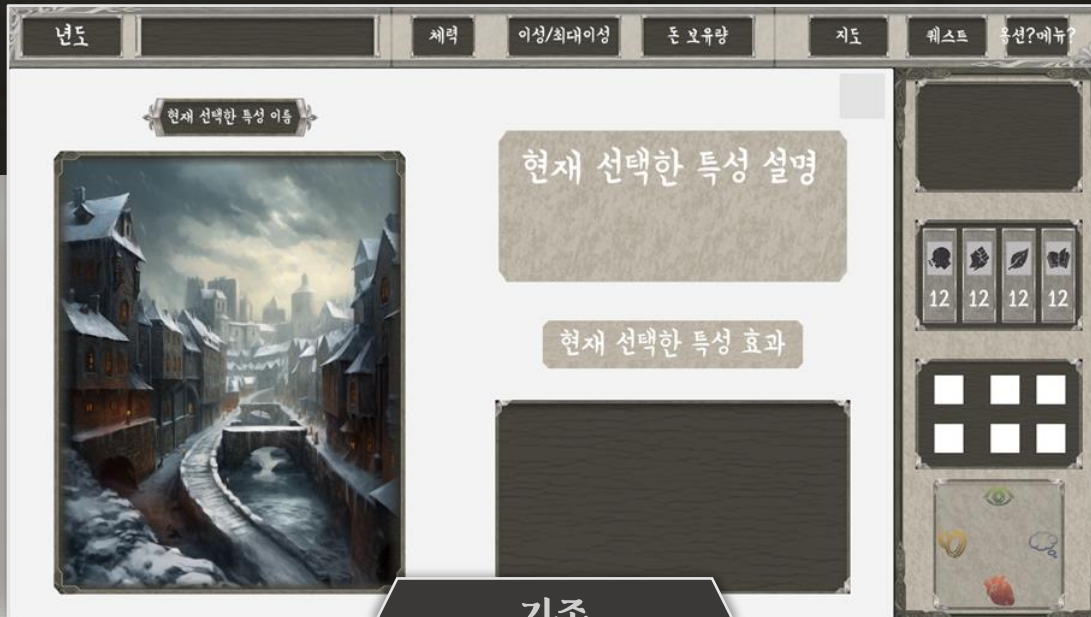 년도
체력
이성/최대이성
돈 보유량
지도
퀘스트
옵션?메뉴?
현재 선택한 특성 이름
현재 선택한 특성 설명
12 12 12 12
현재 선택한 특성 효과
기존